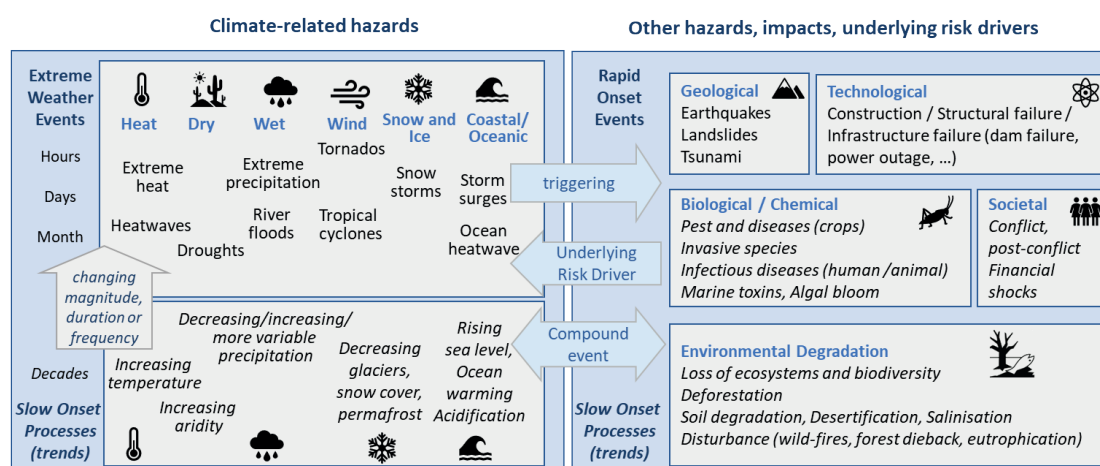 Climate-related hazards
Other hazards, impacts, underlying risk drivers
Extreme
Weather
Events
Hours
Days
Month
Heat
Dry
Wet
Wind
Snow and
Ice
Coastal/
Oceanic
Tornados
Extreme
heat
Extreme
precipitation
Snow
storms
Storm
surges
Heatwaves
River
floods
Tropical
cyclones
Droughts
Ocean
heatwave
changing
magnitude,
duration or
frequency
Decades
Slow Onset
Processes
(trends)
Increasing
temperature
Decreasing/increasing/
more variable
precipitation
Increasing
aridity
Decreasing
glaciers,
snow cover,
permafrost
Rising
sea level,
Ocean
warming
Acidification
triggering
Underlying
Risk Driver
Compound
event
Rapid
Onset
Events
Geological
Earthquakes
Landslides
Tsunami
Technological
Construction / Structural failure /
Infrastructure failure (dam failure,
power outage, ...)
Biological / Chemical
Pest and diseases (crops)
Invasive species
Infectious diseases (human /animal)
Marine toxins, Algal bloom
Societal
Conflict,
post-conflict
Financial
shocks
Slow Onset
Processes
(trends)
Environmental Degradation
Loss of ecosystems and biodiversity
Deforestation
Soil degradation, Desertification, Salinisation
Disturbance (wild-fires, forest dieback, eutrophication)